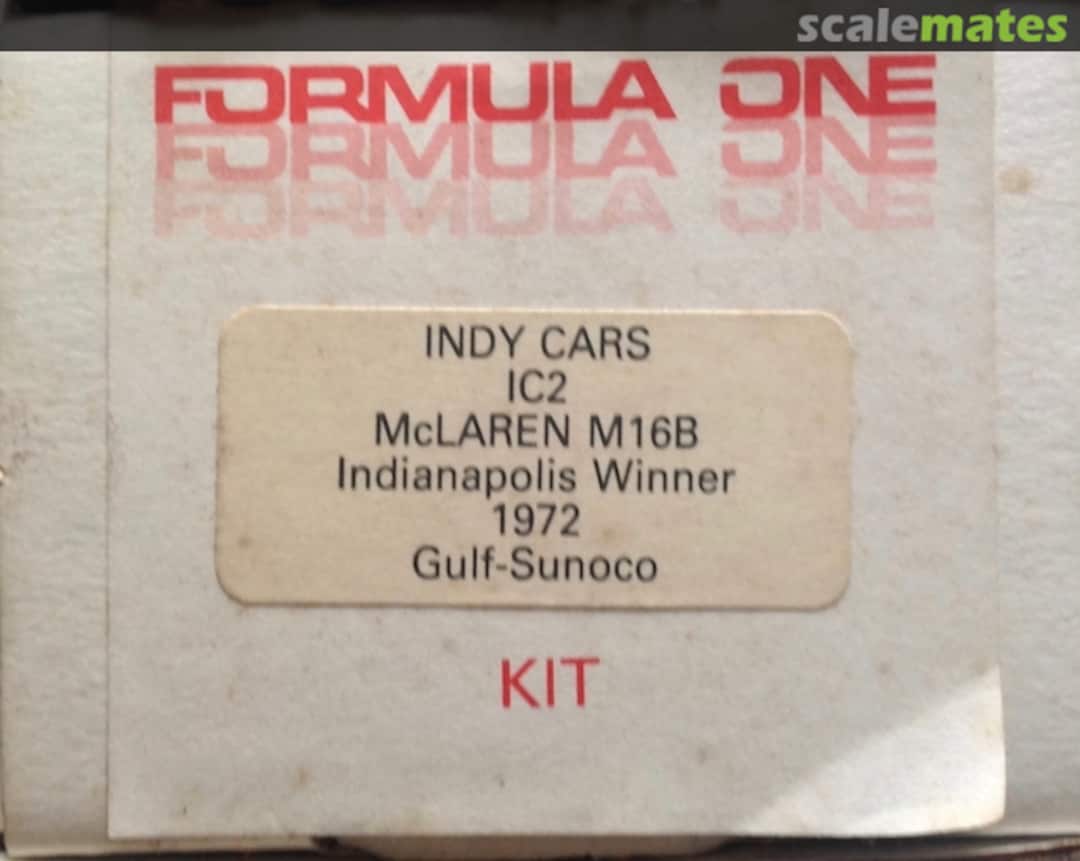 scalemates
FORMULA ONE
FORMULA ONE
FORMULA ONE
INDY CARS
IC2
McLAREN M16B
Indianapolis Winner
1972
Gulf-Sunoco
KIT